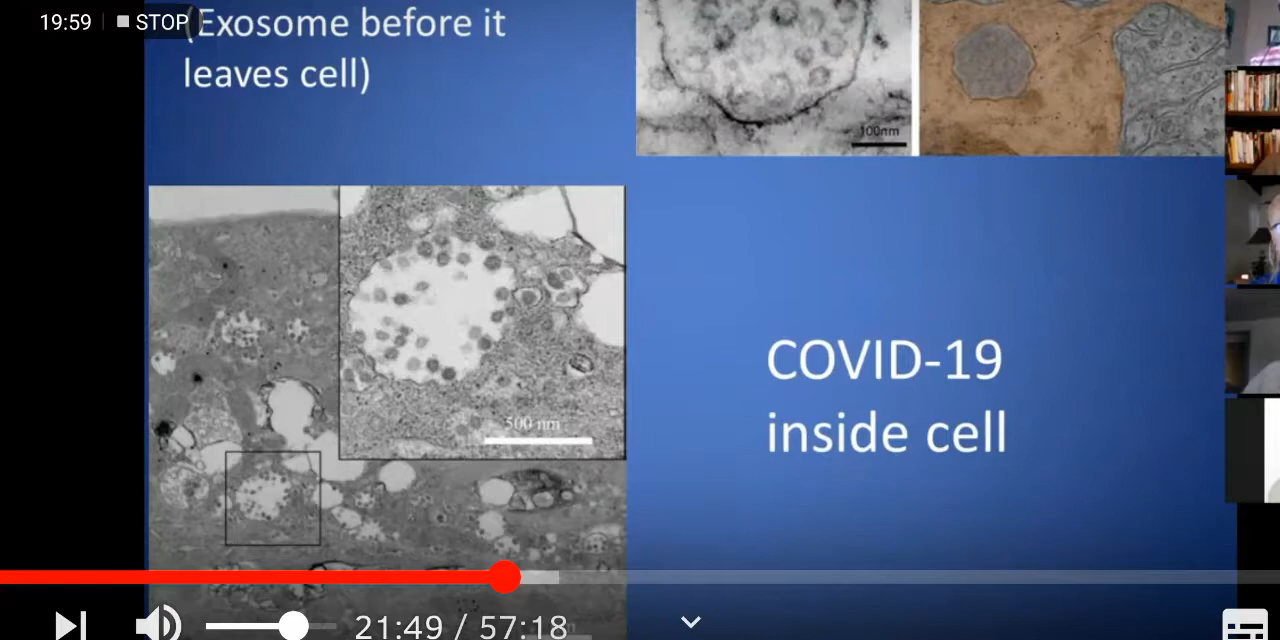 19:59
STOP
(Exosome before it
leaves cell)
100nm
500 nm
COVID-19
inside cell
21:49 / 57:18